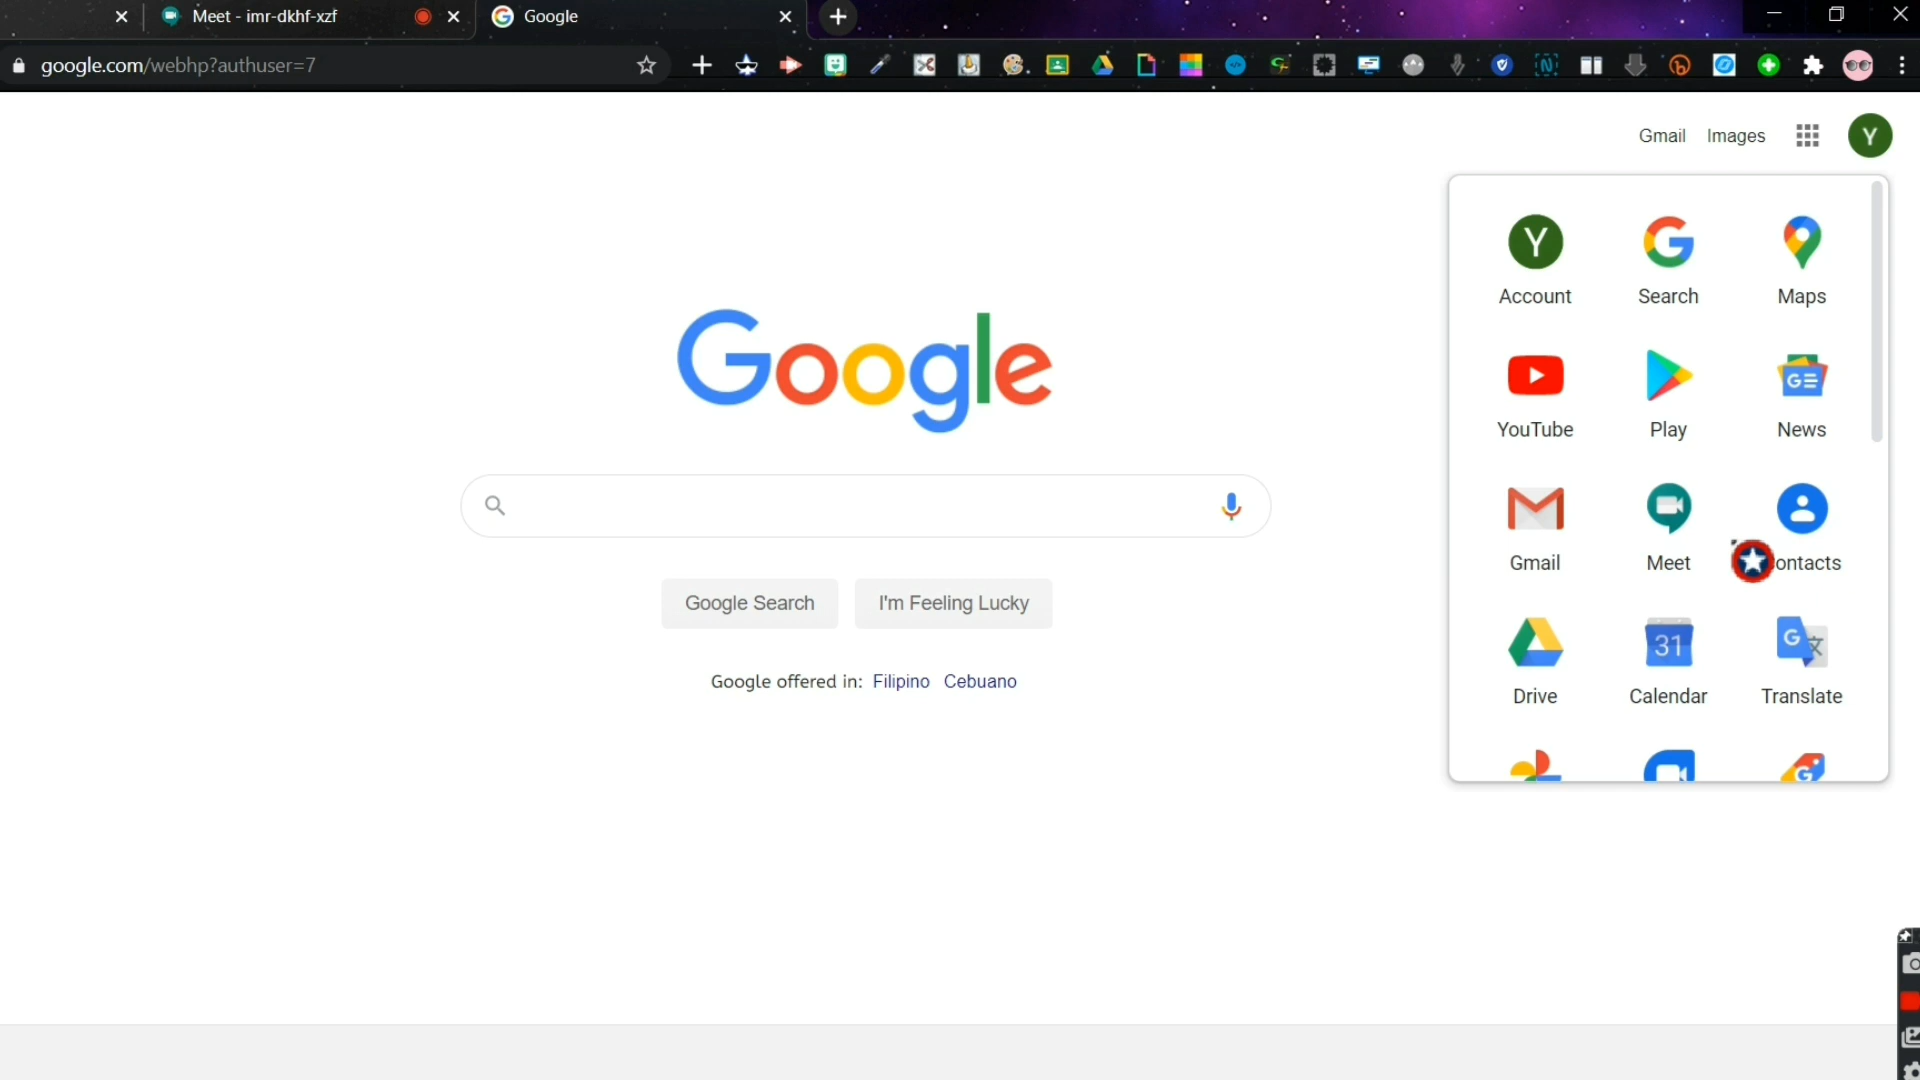 Meet - imr-dkhf-xzf
Google
google.com/webhp?authuser=7
Gmail Images
Y
Y
Account Search Maps
YouTube Play News
Gmail Meet ontacts
31
Drive Calendar Translate
Google
Google Search I'm Feeling Lucky
Google offered in: Filipino Cebuano